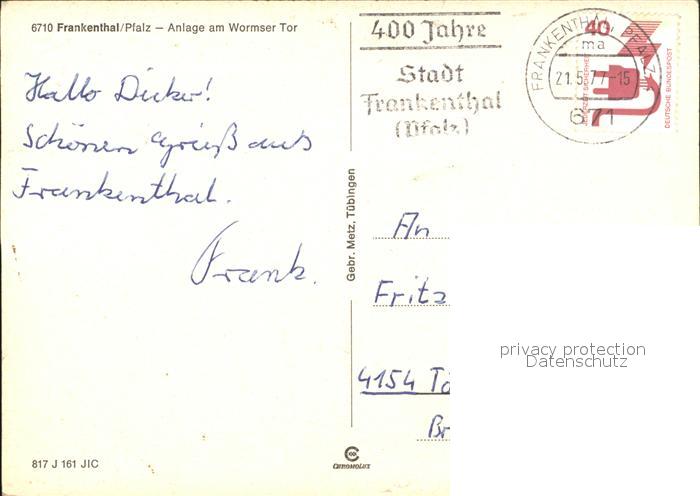 6710 Frankenthal/Pfalz – Anlage am Wormser Tor
400 Jahre
Stadt
Frankenthal
(Pfalz)
FRANKENTHAL, PFALZ
ma
21.-5.77-15
671
40
DEUTSCHE BUNDESPOST
Hallo Dicker!
Schönen Gruß aus
Frankenthal.
Frank.
Gebr. Metz, Tübingen
An
Fritz
4154 Tö
Br
privacy protection
Datenschutz
817 J 161 JIC
CHROMOLUX